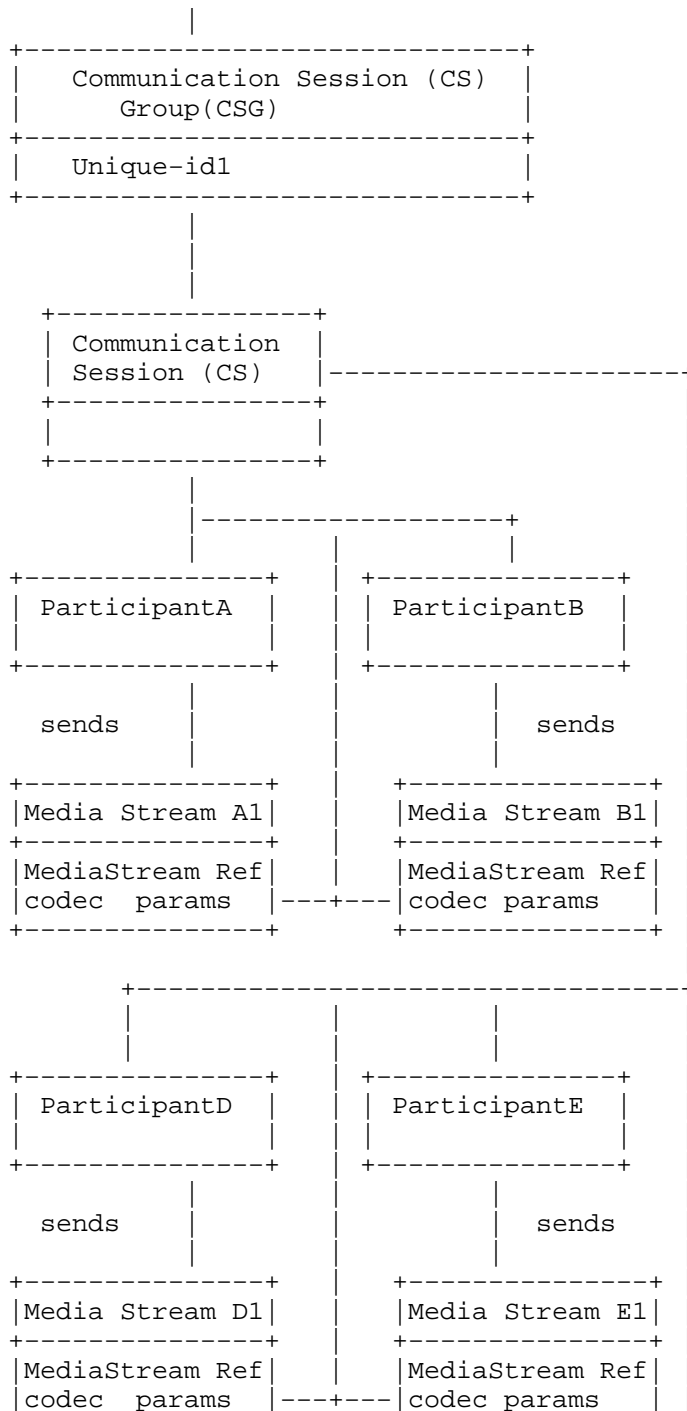 Communication Session (CS)
Group(CSG)
Unique-id1
Communication
Session (CS)
ParticipantA
ParticipantB
sends
sends
Media Stream A1
Media Stream B1
MediaStream Ref
MediaStream Ref
codec params
codec params
ParticipantD
ParticipantE
sends
sends
Media Stream D1
Media Stream E1
MediaStream Ref
MediaStream Ref
codec params
codec params